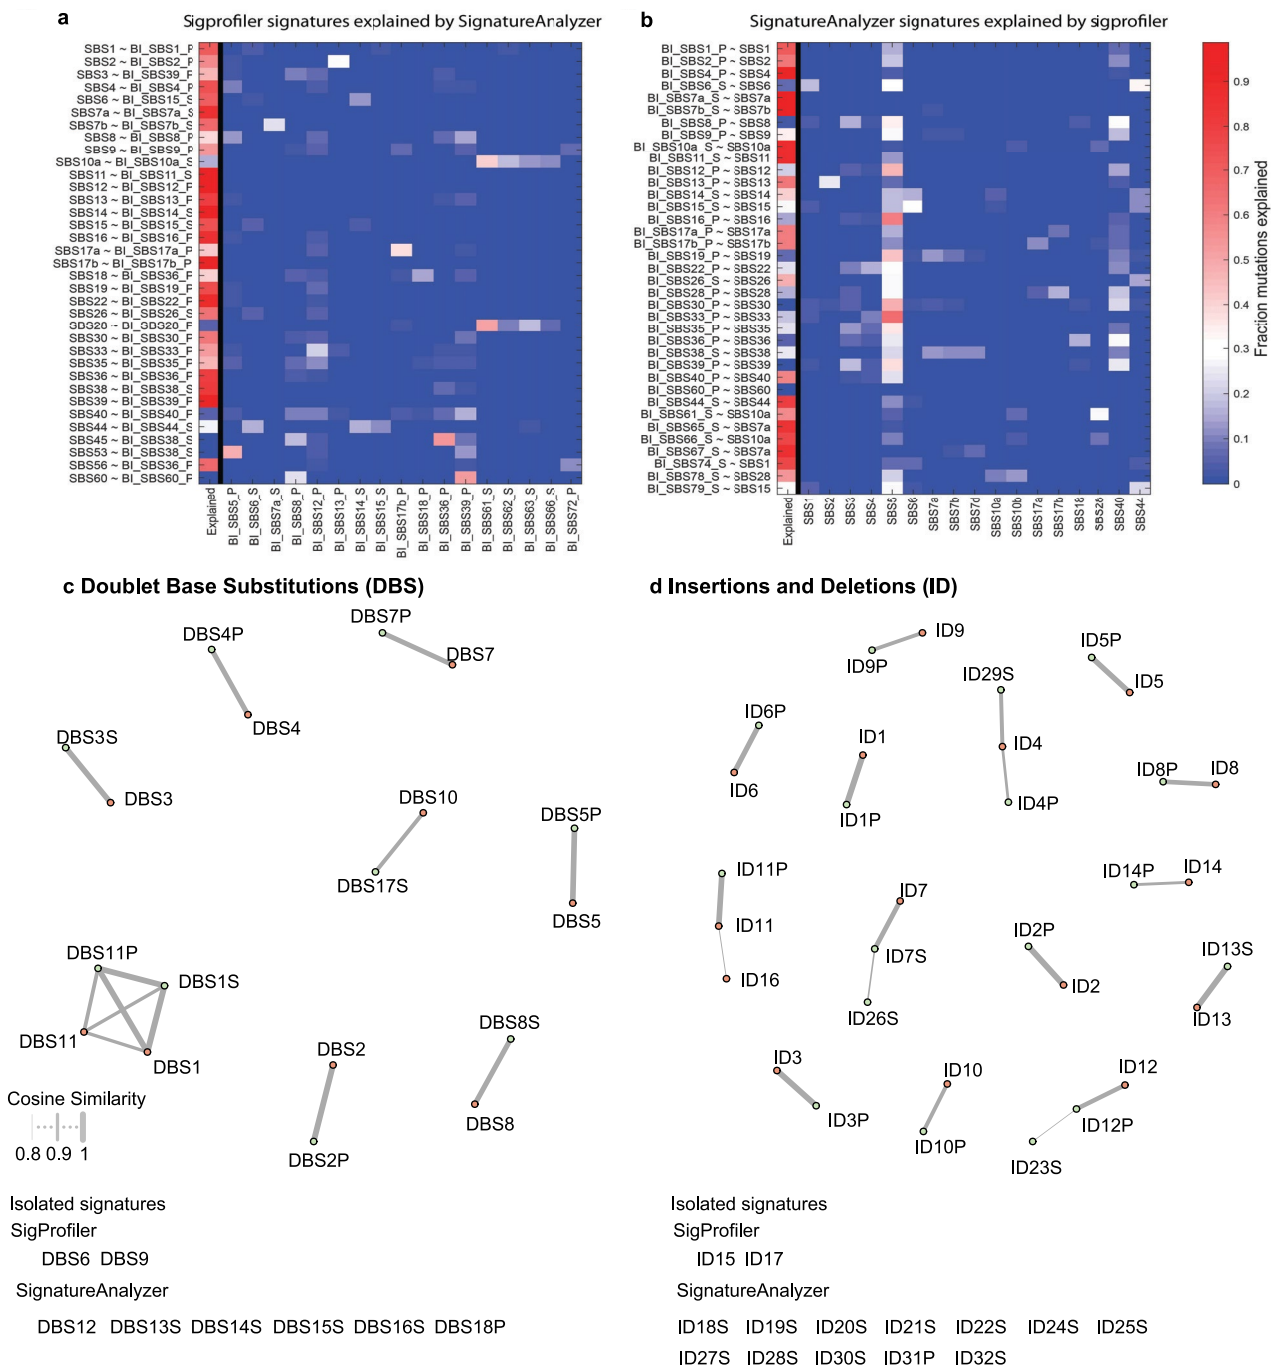 a
Sigprofiler signatures explained by SignatureAnalyzer
SBS1 ~ BI_SBS1_P
SBS2 ~ BI_SBS2_P
SBS3 ~ BI_SBS39_P
SBS4 ~ BI_SBS4_P
SBS6 ~ BI_SBS15_S
SBS7a ~ BI_SBS7a_S
SBS7b ~ BI_SBS7b_S
SBS8 ~ BI_SBS8_P
SBS9 ~ BI_SBS9_P
SBS10a ~ BI_SBS10a_S
SBS11 ~ BI_SBS11_S
SBS12 ~ BI_SBS12_P
SBS13 ~ BI_SBS13_P
SBS14 ~ BI_SBS14_S
SBS15 ~ BI_SBS15_S
SBS16 ~ BI_SBS16_P
SBS17a ~ BI_SBS17a_P
SBS17b ~ BI_SBS17b_P
SBS18 ~ BI_SBS36_P
SBS19 ~ BI_SBS19_P
SBS22 ~ BI_SBS22_P
SBS26 ~ BI_SBS26_S
SBS30 ~ BI_SBS30_P
SBS33 ~ BI_SBS33_P
SBS35 ~ BI_SBS35_P
SBS36 ~ BI_SBS36_P
SBS38 ~ BI_SBS38_S
SBS39 ~ BI_SBS39_P
SBS40 ~ BI_SBS40_P
SBS44 ~ BI_SBS44_S
SBS45 ~ BI_SBS38_S
SBS53 ~ BI_SBS38_S
SBS56 ~ BI_SBS36_P
SBS60 ~ BI_SBS60_P
Explained
BI_SBS5_P
BI_SBS6_S
BI_SBS7a_S
BI_SBS8_P
BI_SBS12_P
BI_SBS13_P
BI_SBS14_S
BI_SBS15_S
BI_SBS17b_P
BI_SBS18_P
BI_SBS36_P
BI_SBS39_P
BI_SBS61_S
BI_SBS62_S
BI_SBS63_S
BI_SBS66_S
BI_SBS72_P
b
SignatureAnalyzer signatures explained by sigprofiler
BI_SBS1_P ~ SBS1
BI_SBS2_P ~ SBS2
BI_SBS4_P ~ SBS4
BI_SBS6_S ~ SBS6
BI_SBS7a_S ~ SBS7a
BI_SBS7b_S ~ SBS7b
BI_SBS8_P ~ SBS8
BI_SBS9_P ~ SBS9
BI_SBS10a_S ~ SBS10a
BI_SBS11_S ~ SBS11
BI_SBS12_P ~ SBS12
BI_SBS13_P ~ SBS13
BI_SBS14_S ~ SBS14
BI_SBS15_S ~ SBS15
BI_SBS16_P ~ SBS16
BI_SBS17a_P ~ SBS17a
BI_SBS17b_P ~ SBS17b
BI_SBS19_P ~ SBS19
BI_SBS22_P ~ SBS22
BI_SBS26_S ~ SBS26
BI_SBS28_P ~ SBS28
BI_SBS30_P ~ SBS30
BI_SBS33_P ~ SBS33
BI_SBS35_P ~ SBS35
BI_SBS36_P ~ SBS36
BI_SBS38_S ~ SBS38
BI_SBS39_P ~ SBS39
BI_SBS40_P ~ SBS40
BI_SBS60_P ~ SBS60
BI_SBS44_S ~ SBS44
BI_SBS61_S ~ SBS10a
BI_SBS65_S ~ SBS7a
BI_SBS66_S ~ SBS10a
BI_SBS67_S ~ SBS7a
BI_SBS74_S ~ SBS1
BI_SBS78_S ~ SBS28
BI_SBS79_S ~ SBS15
Explained
SBS1
SBS2
SBS3
SBS4
SBS5
SBS6
SBS7a
SBS7b
SBS7d
SBS10a
SBS10b
SBS17a
SBS17b
SBS18
SBS26
SBS40
SBS44
0.9
0.8
0.7
0.6
0.5
0.4
0.3
0.2
0.1
0
Fraction mutations explained
c Doublet Base Substitutions (DBS)
DBS7P
DBS4P
DBS7
DBS4
DBS3S
DBS3
DBS10
DBS5P
DBS17S
DBS5
DBS11P
DBS1S
DBS11
DBS1
DBS8S
DBS2
DBS8
DBS2P
Cosine Similarity
0.8 0.9 1
Isolated signatures
SigProfiler
DBS6 DBS9
SignatureAnalyzer
DBS12 DBS13S DBS14S DBS15S DBS16S DBS18P
d Insertions and Deletions (ID)
ID9
ID9P
ID5P
ID5
ID29S
ID4
ID4P
ID6P
ID6
ID1
ID1P
ID8P
ID8
ID11P
ID11
ID16
ID7
ID7S
ID26S
ID14P
ID14
ID2P
ID2
ID13S
ID13
ID3
ID3P
ID10
ID10P
ID12
ID12P
ID23S
Isolated signatures
SigProfiler
ID15 ID17
SignatureAnalyzer
ID18S ID19S ID20S ID21S ID22S ID24S ID25S
ID27S ID28S ID30S ID31P ID32S